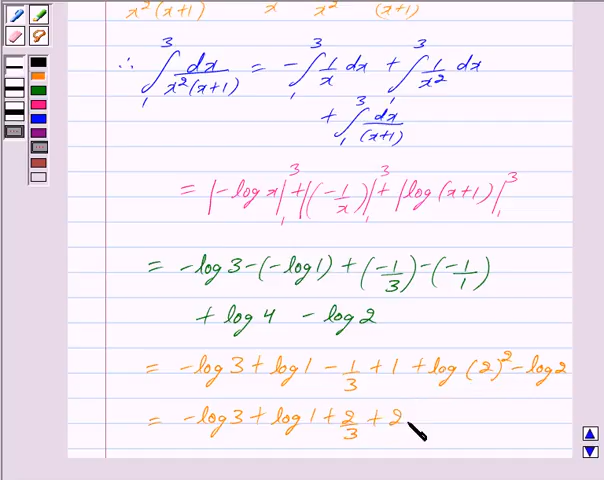 x²(x+1) x x² (x+1)
∴ ∫₁³ dx/x²(x+1) = - ∫₁³ 1/x dx + ∫₁³ 1/x² dx
+ ∫₁³ dx/(x+1)
= |-log x|₁³ + |(-1/x)|₁³ + |log (x+1)|₁³
= -log 3 - (-log 1) + (-1/3) - (-1/1)
+ log 4 - log 2
= -log 3 + log 1 - 1/3 + 1 + log (2)² - log 2
= -log 3 + log 1 + 2/3 + 2